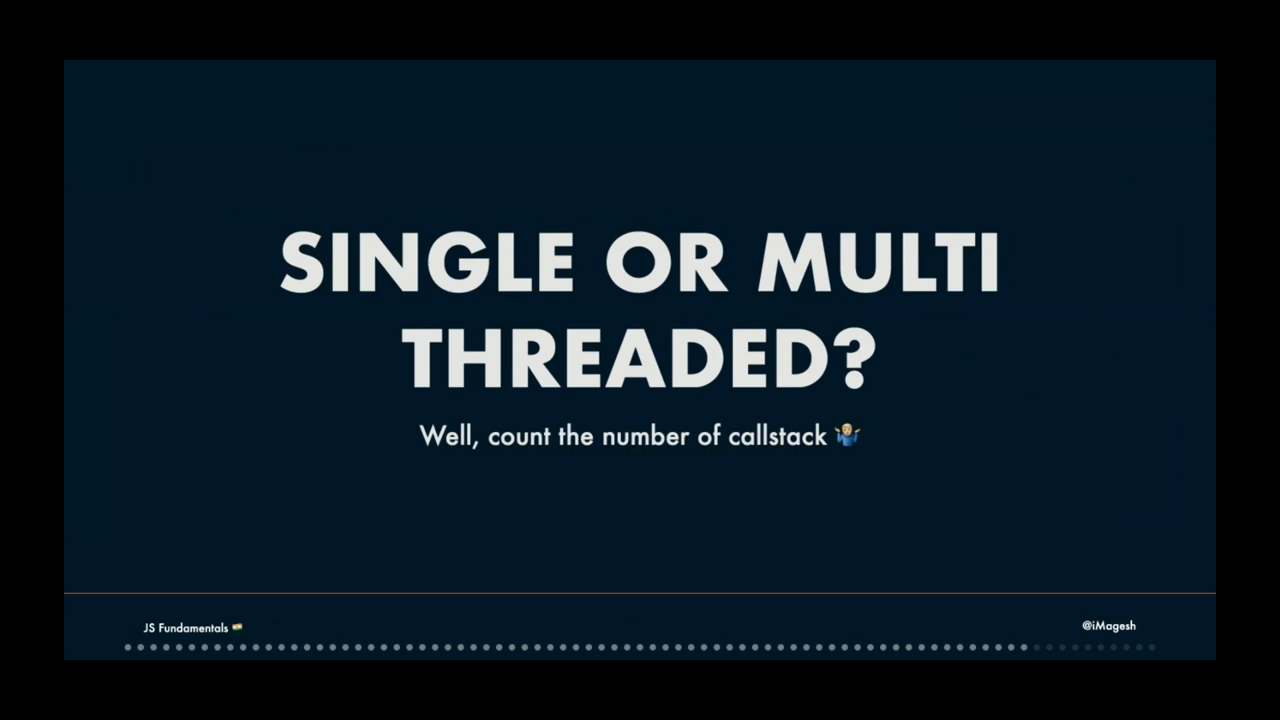 SINGLE OR MULTI
THREADED?
Well, count the number of callstack 🤷🏼‍♂️
JS Fundamentals 🇮🇳
@iMagesh